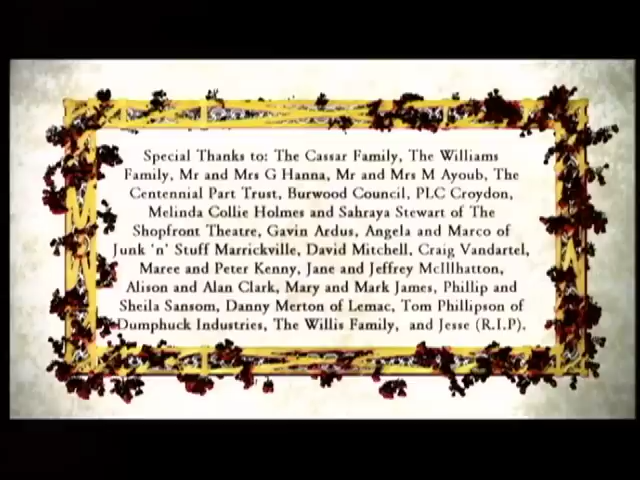 Special Thanks to: The Cassar Family, The Williams
Family, Mr and Mrs G Hanna, Mr and Mrs M Ayoub, The
Centennial Part Trust, Burwood Council, PLC Croydon,
Melinda Collie Holmes and Sahraya Stewart of The
Shopfront Theatre, Gavin Ardus, Angela and Marco of
Junk 'n' Stuff Marrickville, David Mitchell, Craig Vandartel,
Maree and Peter Kenny, Jane and Jeffrey McIllhatton,
Alison and Alan Clark, Mary and Mark James, Phillip and
Sheila Sansom, Danny Merton of Lemac, Tom Phillipson of
Dumphuck Industries, The Willis Family, and Jesse (R.I.P).